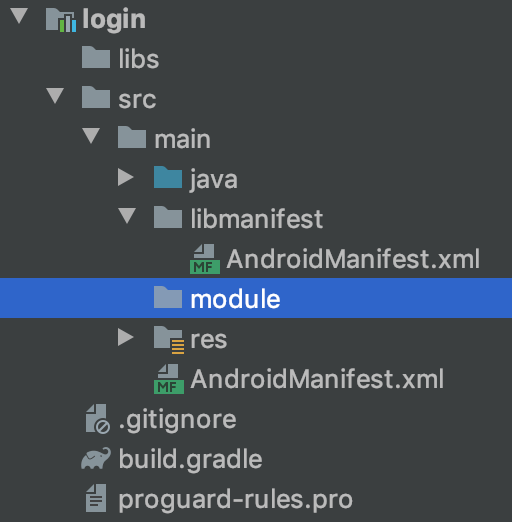 login
libs
src
main
java
libmanifest
MF AndroidManifest.xml
module
res
MF AndroidManifest.xml
.gitignore
build.gradle
proguard-rules.pro